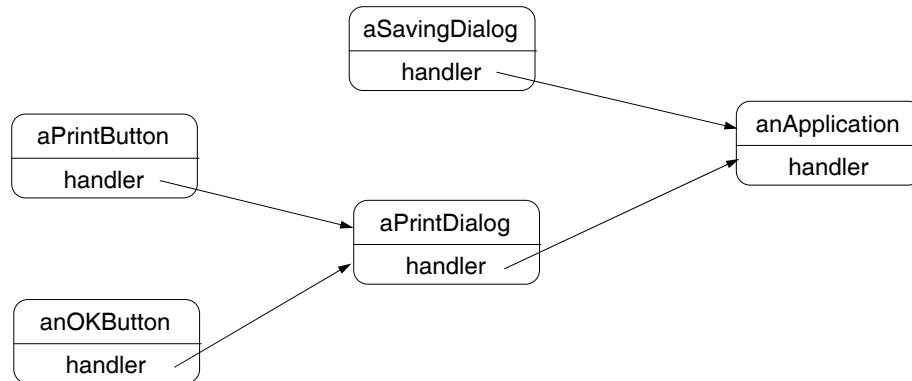 aSavingDialog
handler
anApplication
handler
aPrintButton
handler
aPrintDialog
handler
anOKButton
handler